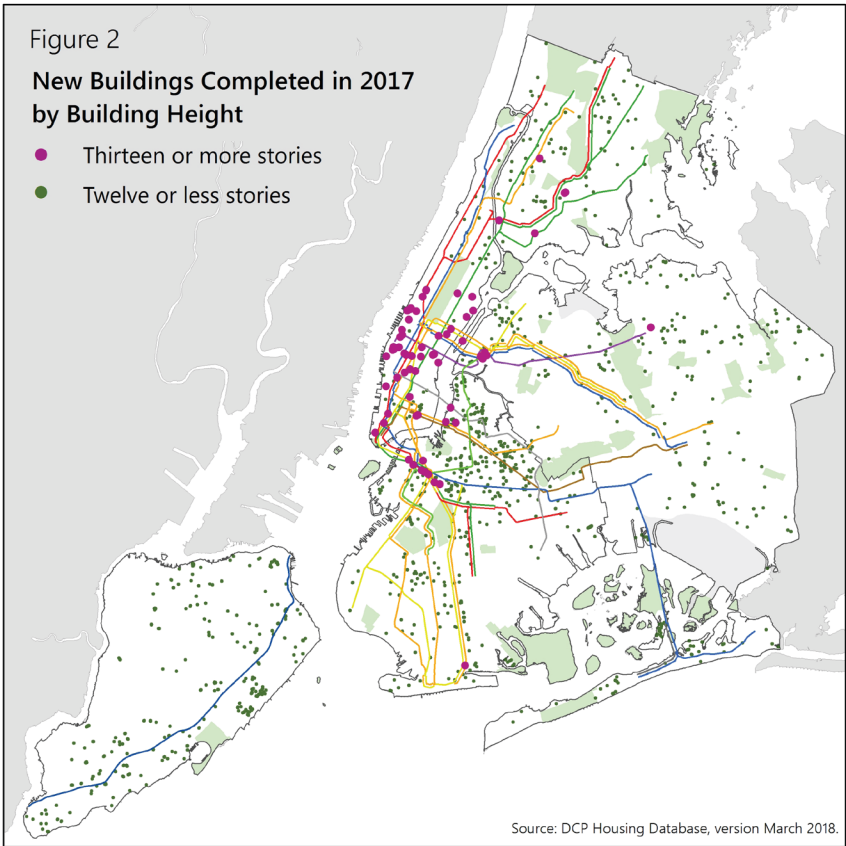 Figure 2
New Buildings Completed in 2017
by Building Height
Thirteen or more stories
Twelve or less stories
Source: DCP Housing Database, version March 2018.